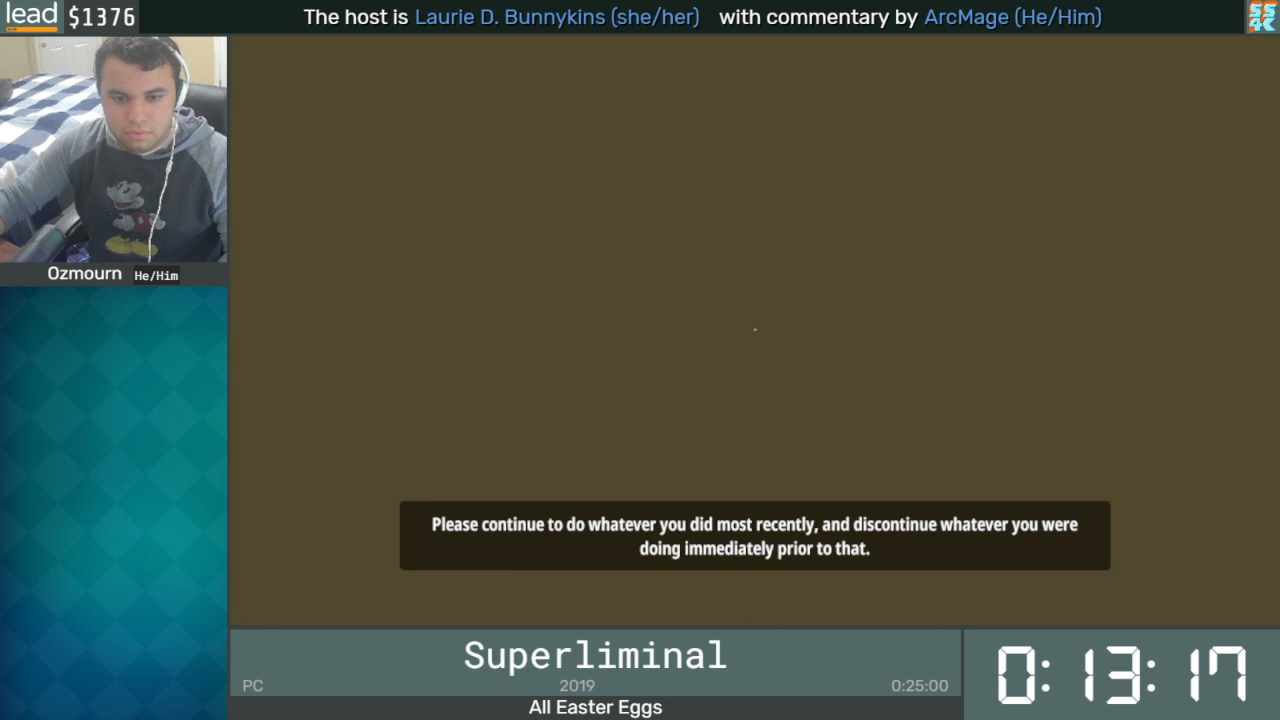 lead $1376 The host is Laurie D. Bunnykins (she/her) with commentary by ArcMage (He/Him) SS4K
Ozmourn He/Him
Please continue to do whatever you did most recently, and discontinue whatever you were
doing immediately prior to that.
Superliminal
PC 2019 0:25:00
All Easter Eggs
0:13:17